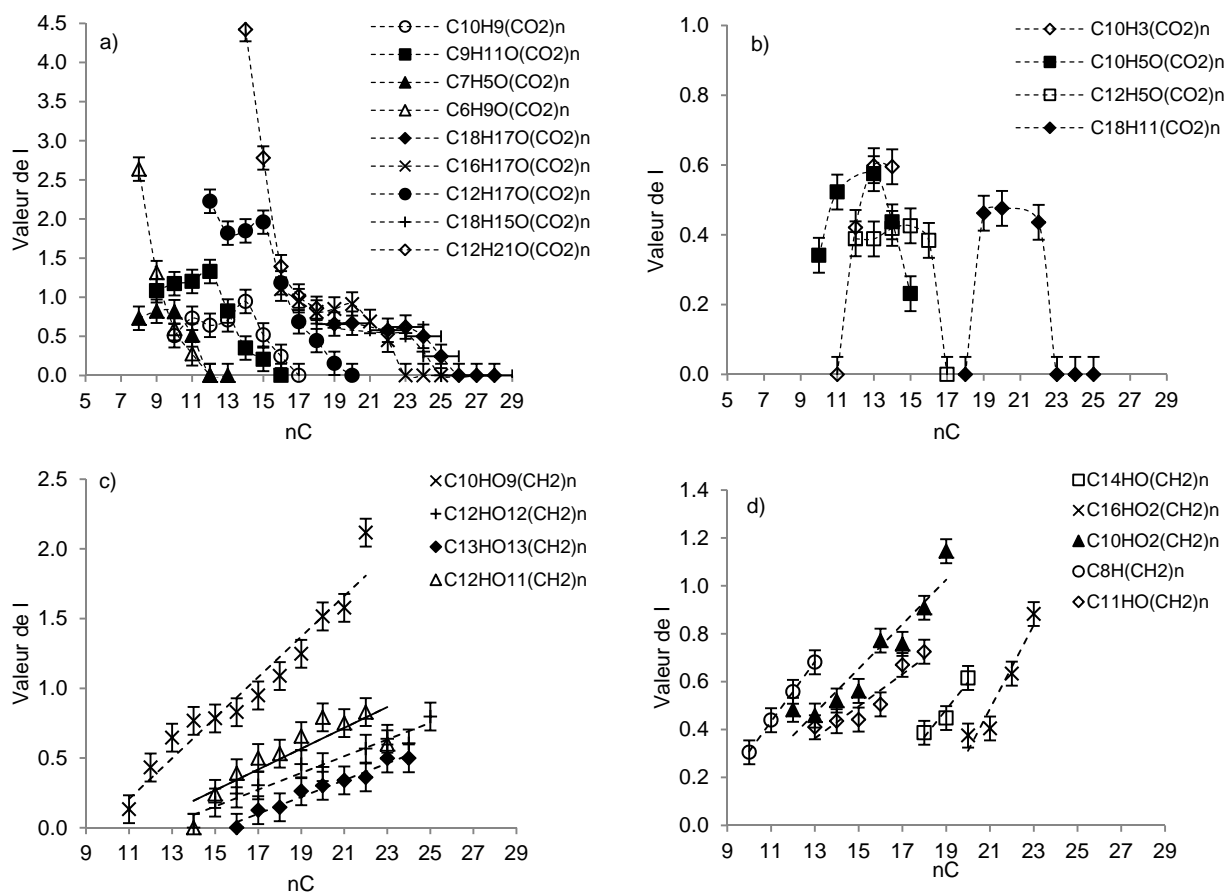 a)
C10H9(CO2)n
C9H11O(CO2)n
C7H5O(CO2)n
C6H9O(CO2)n
C18H17O(CO2)n
C16H17O(CO2)n
C12H17O(CO2)n
C18H15O(CO2)n
C12H21O(CO2)n
Valeur de I
4.5
4.0
3.5
3.0
2.5
2.0
1.5
1.0
0.5
0.0
5 7 9 11 13 15 17 19 21 23 25 27 29
nC
b)
C10H3(CO2)n
C10H5O(CO2)n
C12H5O(CO2)n
C18H11(CO2)n
Valeur de I
1.0
0.8
0.6
0.4
0.2
0.0
5 7 9 11 13 15 17 19 21 23 25 27 29
nC
c)
C10HO9(CH2)n
C12HO12(CH2)n
C13HO13(CH2)n
C12HO11(CH2)n
Valeur de I
2.5
2.0
1.5
1.0
0.5
0.0
9 11 13 15 17 19 21 23 25 27 29
nC
d)
C14HO(CH2)n
C16HO2(CH2)n
C10HO2(CH2)n
C8H(CH2)n
C11HO(CH2)n
Valeur de I
1.4
1.2
1.0
0.8
0.6
0.4
0.2
0.0
9 11 13 15 17 19 21 23 25 27 29
nC